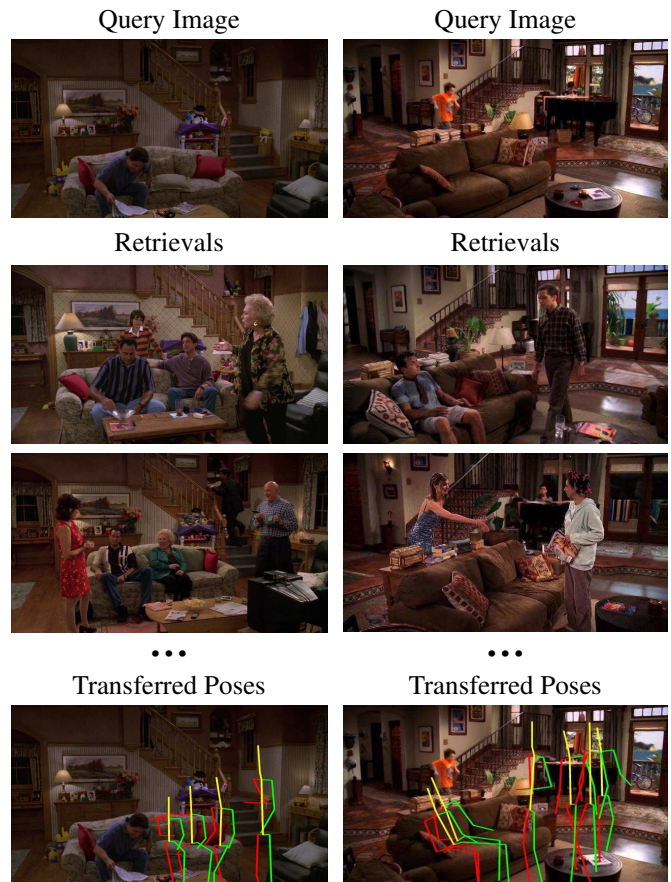 Query Image
Query Image
Retrievals
Retrievals
...
...
Transferred Poses
Transferred Poses